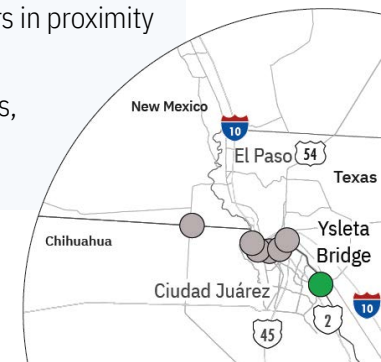 rs in proximity
s,
New Mexico
10
El Paso 54
Texas
Chihuahua
Ysleta
Bridge
Ciudad Juárez
10
2
45